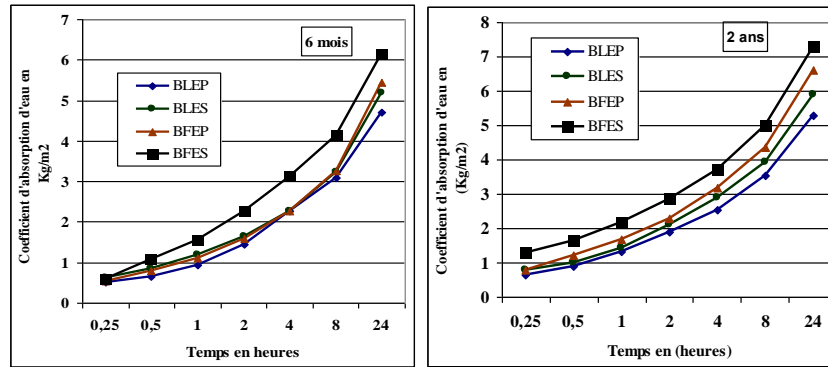 6 mois
Coefficient d'absorption d'eau en
Kg/m2
7
6
5
4
3
2
1
0
BLEP
BLES
BFEP
BFES
0,25 0,5 1 2 4 8 24
Temps en heures
2 ans
Coefficient d'absorption d'eau en
(Kg/m2)
8
7
6
5
4
3
2
1
0
BLEP
BLES
BFEP
BFES
0,25 0,5 1 2 4 8 24
Temps en (heures)